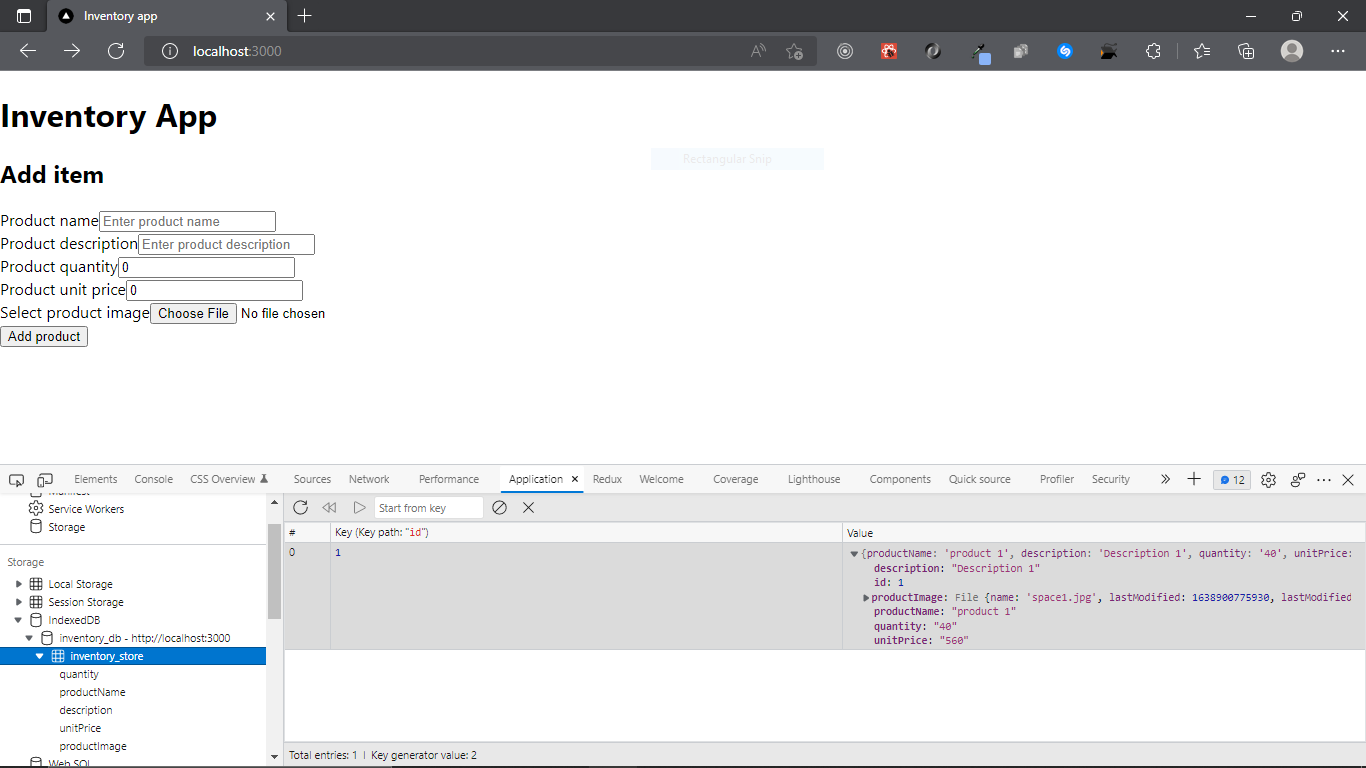 Inventory app
localhost:3000
Inventory App
Rectangular Snip
Add item
Product name Enter product name
Product description Enter product description
Product quantity 0
Product unit price 0
Select product image Choose File No file chosen
Add product
Elements Console CSS Overview Sources Network Performance Application Redux Welcome Coverage Lighthouse Components Quick source Profiler Security 12
Manifest
Service Workers
Storage
Storage
Local Storage
Session Storage
IndexedDB
inventory_db - http://localhost:3000
inventory_store
quantity
productName
description
unitPrice
productImage
Web SQL
Start from key
# Key (Key path: "id") Value
0 1 {productName: 'product 1', description: 'Description 1', quantity: '40', unitPrice:
description: "Description 1"
id: 1
productImage: File {name: 'space1.jpg', lastModified: 1638900775930, lastModified
productName: "product 1"
quantity: "40"
unitPrice: "560"
Total entries: 1 | Key generator value: 2